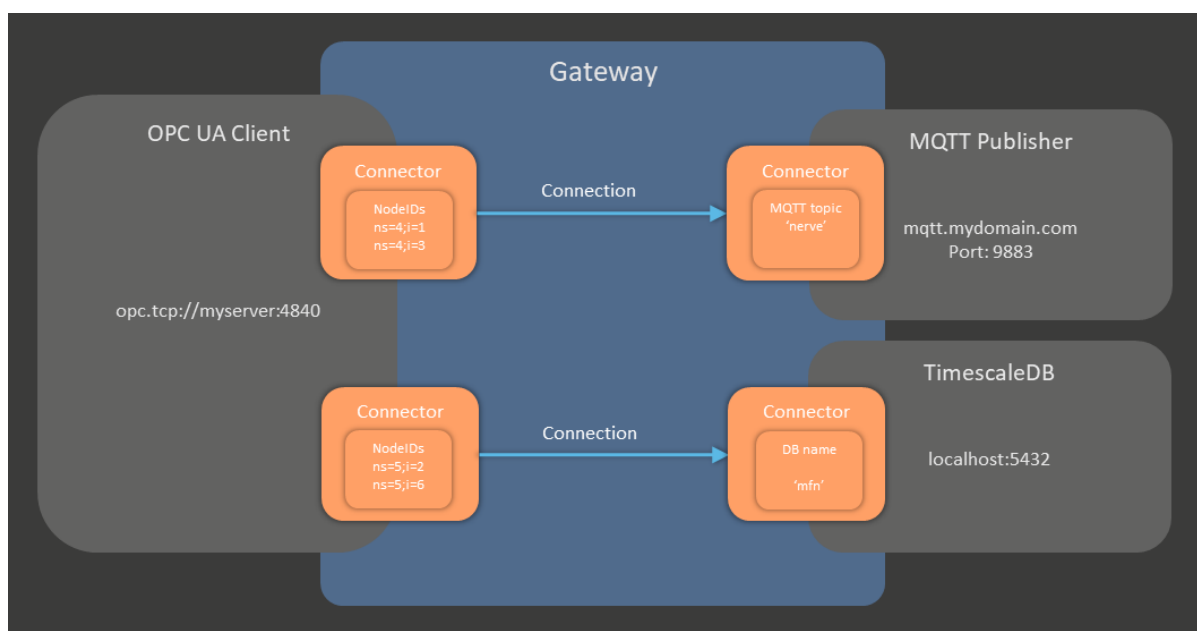 Gateway
OPC UA Client
opc.tcp://myserver:4840
Connector
NodeIDs
ns=4;i=1
ns=4;i=3
Connection
Connector
MQTT topic
‘nerve’
MQTT Publisher
mqtt.mydomain.com
Port: 9883
Connector
NodeIDs
ns=5;i=2
ns=5;i=6
Connection
Connector
DB name
‘mfn’
TimescaleDB
localhost:5432